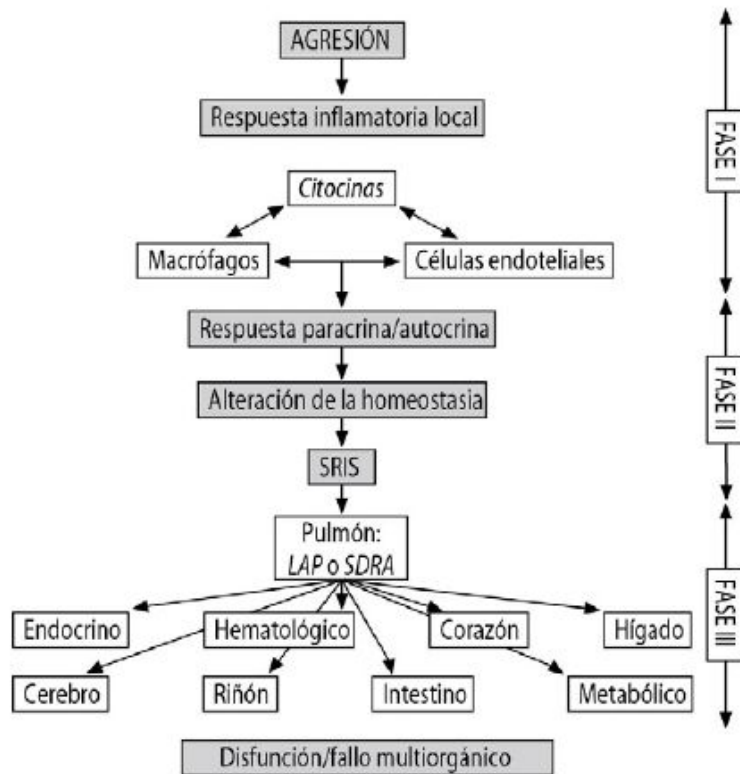 AGRESIÓN
Respuesta inflamatoria local
Citocinas
Macrófagos
Células endoteliales
FASE I
Respuesta paracrina/autocrina
Alteración de la homeostasia
SRIS
FASE II
Pulmón:
LAP o SDRA
Endocrino
Hematológico
Corazón
Hígado
Cerebro
Riñón
Intestino
Metabólico
FASE III
Disfunción/fallo multiorgánico